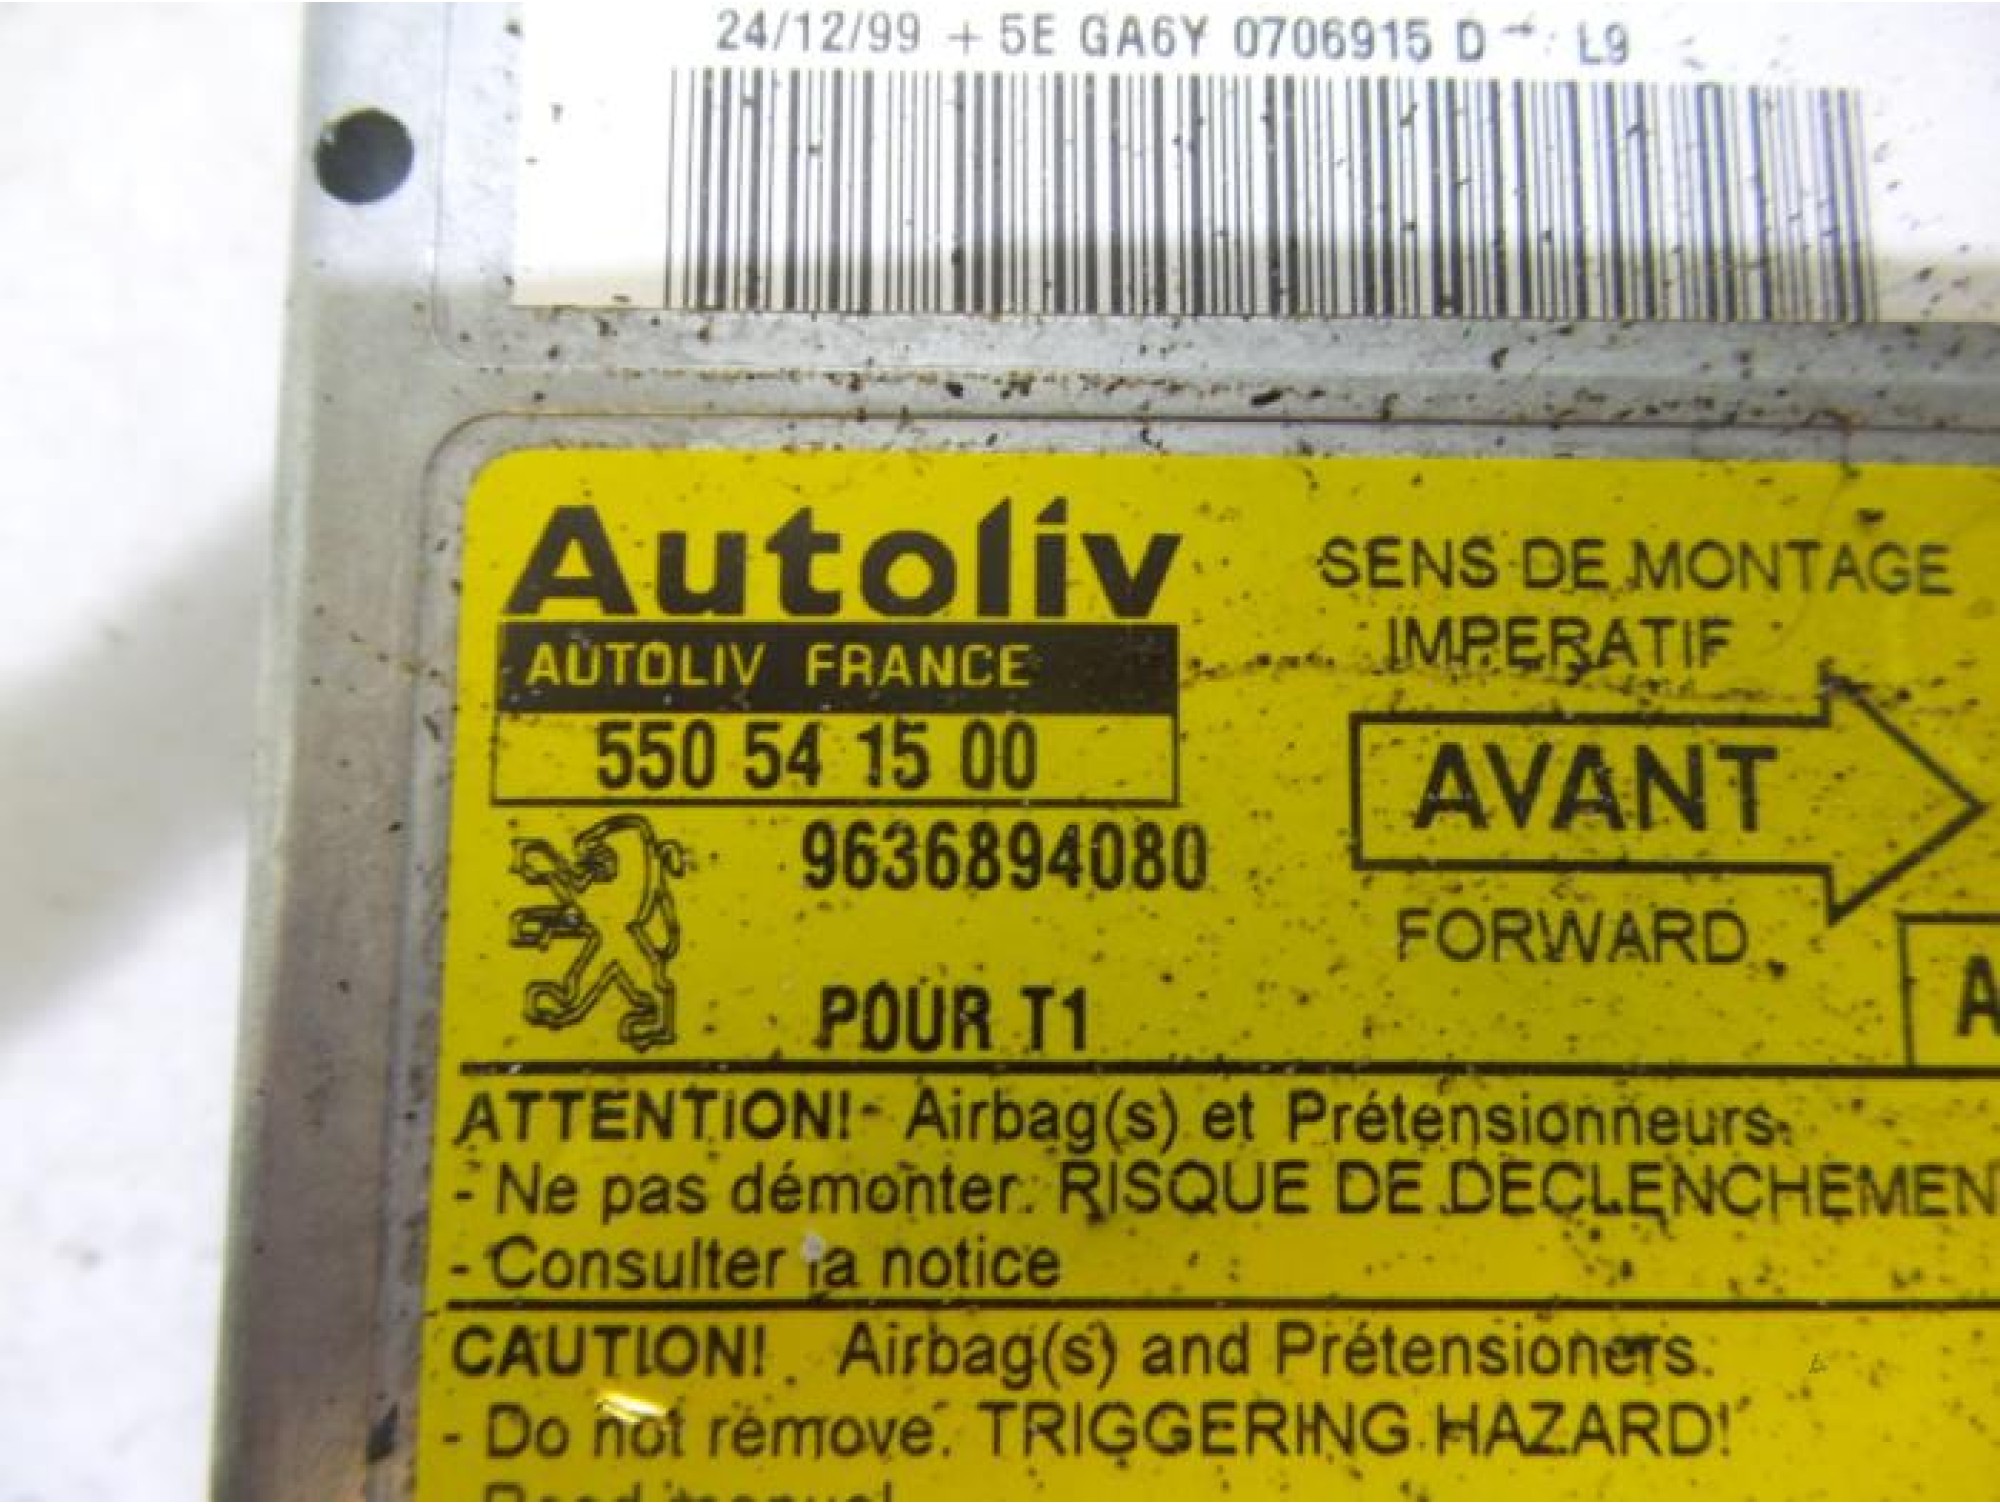 24/12/99 + 5E GA6Y 0706915 D L9
Autoliv
AUTOLIV FRANCE
550 54 15 00
9636894080
POUR T1
SENS DE MONTAGE
IMPERATIF
AVANT
FORWARD
A
ATTENTION! Airbag(s) et Prétensionneurs.
- Ne pas démonter. RISQUE DE DECLENCHEMEN
- Consulter la notice
CAUTION! Airbag(s) and Prétensioners.
- Do not remove. TRIGGERING HAZARD!
- Read manual